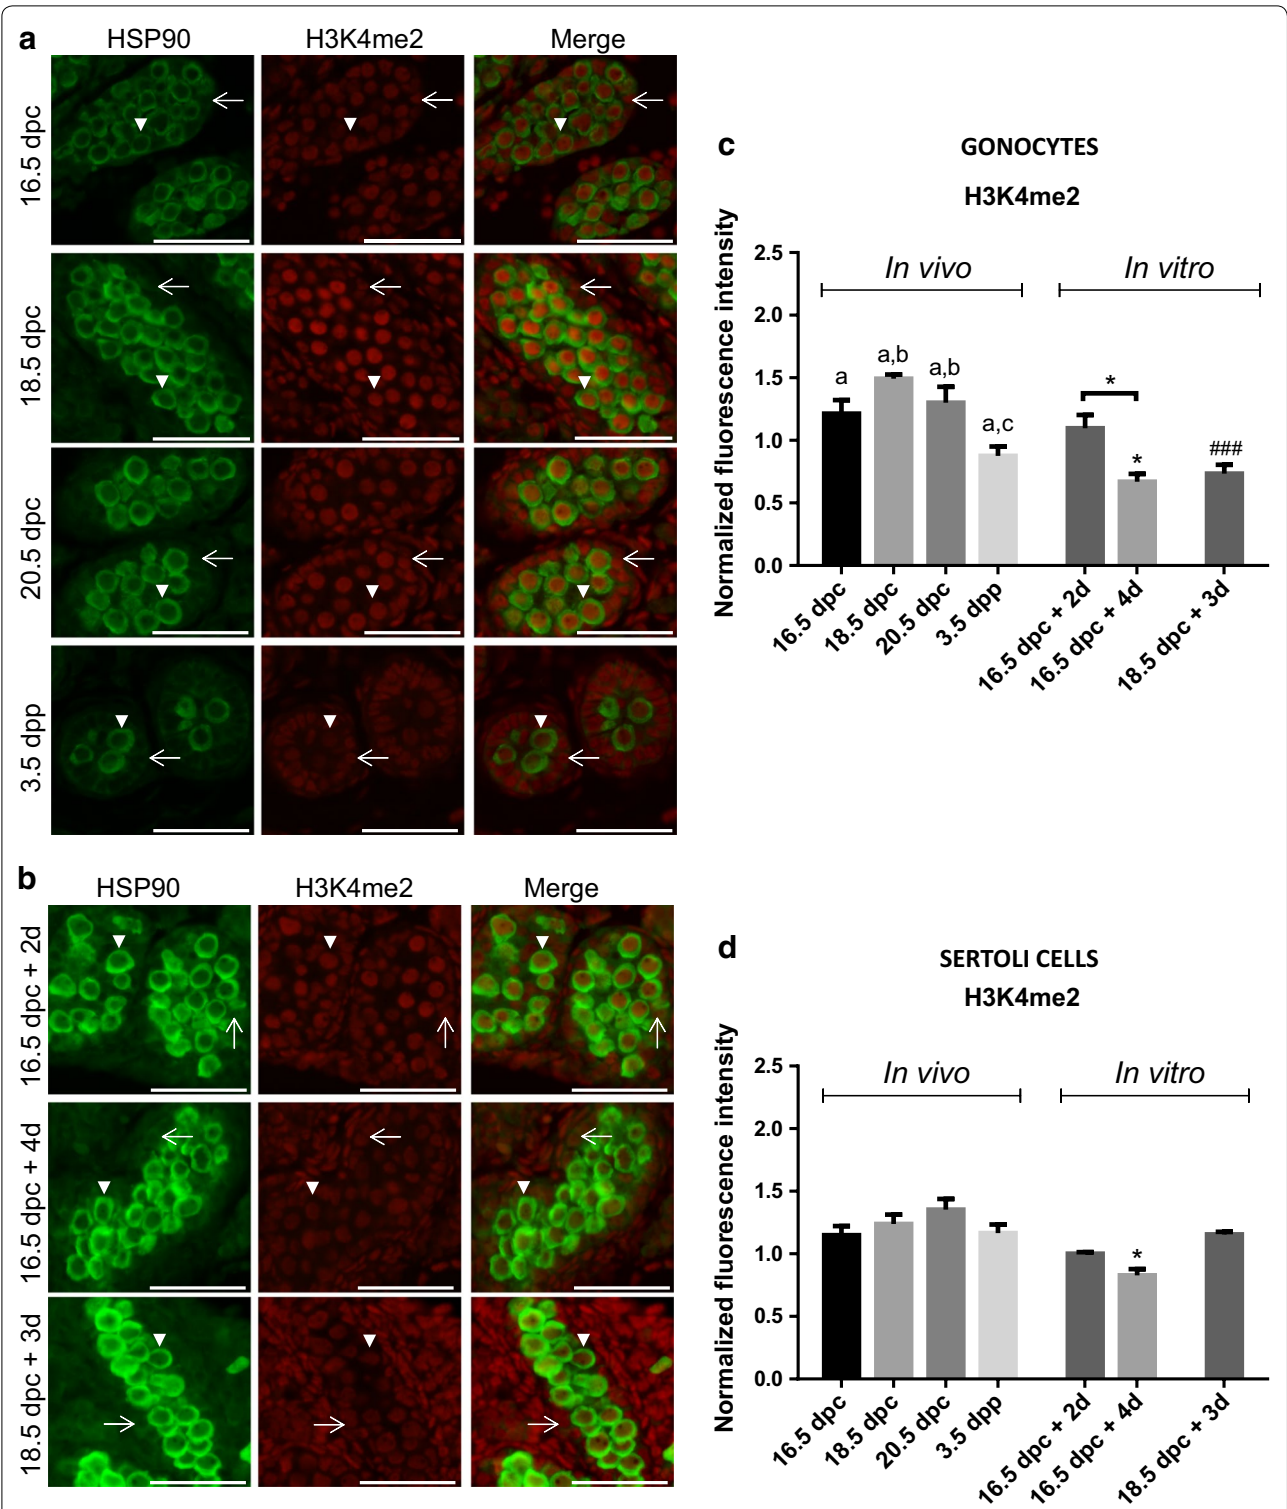 a
HSP90 H3K4me2 Merge
16.5 dpc
18.5 dpc
20.5 dpc
3.5 dpp
b
HSP90 H3K4me2 Merge
16.5 dpc + 2d
16.5 dpc + 4d
18.5 dpc + 3d
c
GONOCYTES
H3K4me2
Normalized fluorescence intensity
2.5
2.0
1.5
1.0
0.5
0.0
In vivo In vitro
a a,b a,b a,c * * ###
16.5 dpc 18.5 dpc 20.5 dpc 3.5 dpp 16.5 dpc + 2d 16.5 dpc + 4d 18.5 dpc + 3d
d
SERTOLI CELLS
H3K4me2
Normalized fluorescence intensity
2.5
2.0
1.5
1.0
0.5
0.0
In vivo In vitro
*
16.5 dpc 18.5 dpc 20.5 dpc 3.5 dpp 16.5 dpc + 2d 16.5 dpc + 4d 18.5 dpc + 3d